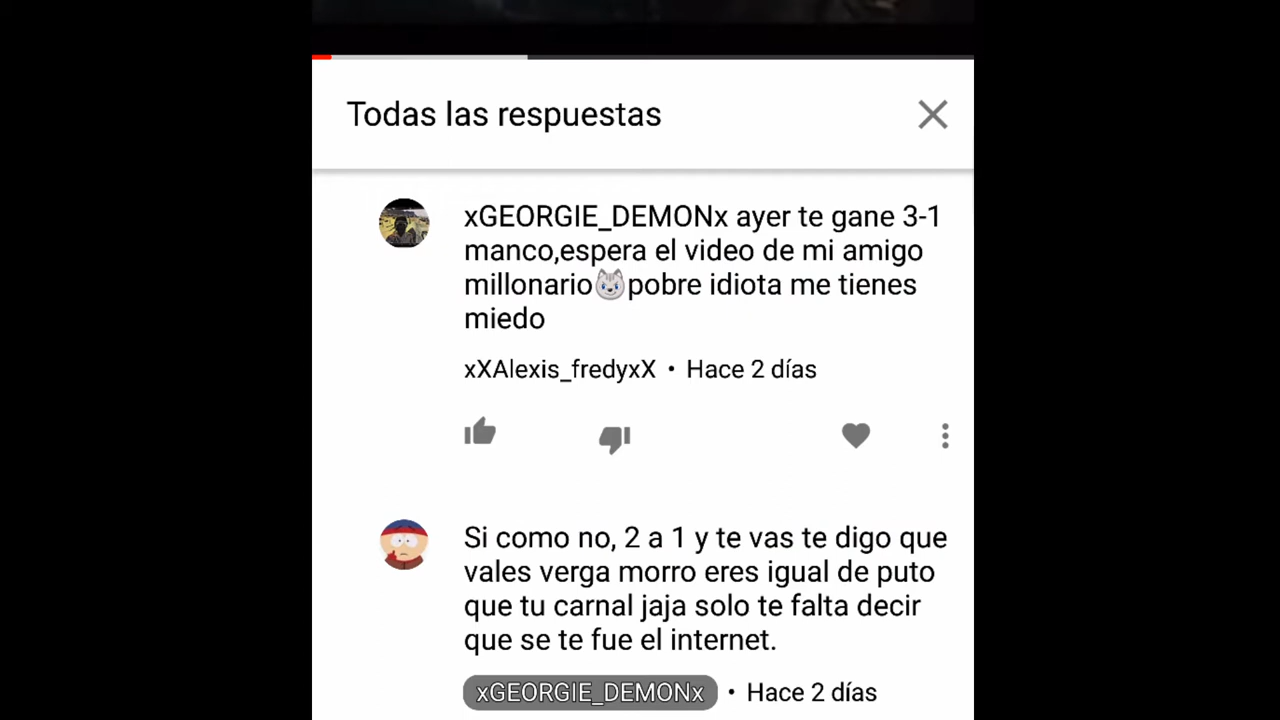 Todas las respuestas
xGEORGIE_DEMONx ayer te gane 3-1
manco,espera el video de mi amigo
millonario🐱pobre idiota me tienes
miedo
xXAlexis_fredyxX • Hace 2 días
Si como no, 2 a 1 y te vas te digo que
vales verga morro eres igual de puto
que tu carnal jaja solo te falta decir
que se te fue el internet.
xGEORGIE_DEMONx • Hace 2 días